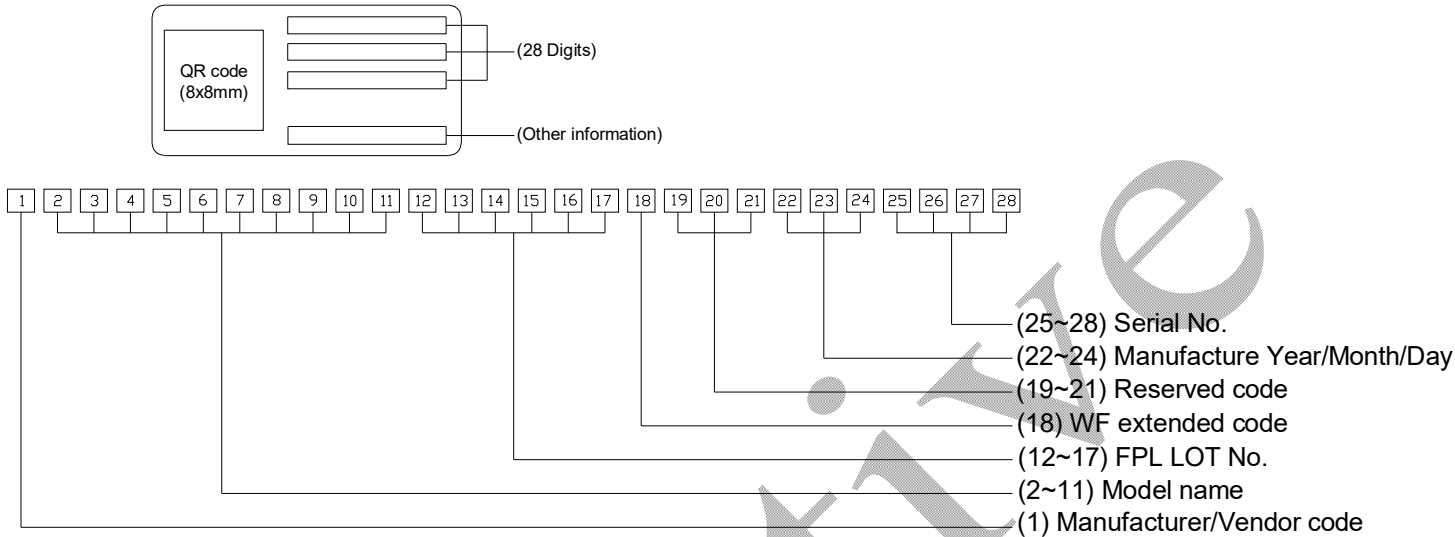 QR code
(8x8mm)
(28 Digits)
(Other information)
1 2 3 4 5 6 7 8 9 10 11 12 13 14 15 16 17 18 19 20 21 22 23 24 25 26 27 28
(25~28) Serial No.
(22~24) Manufacture Year/Month/Day
(19~21) Reserved code
(18) WF extended code
(12~17) FPL LOT No.
(2~11) Model name
(1) Manufacturer/Vendor code